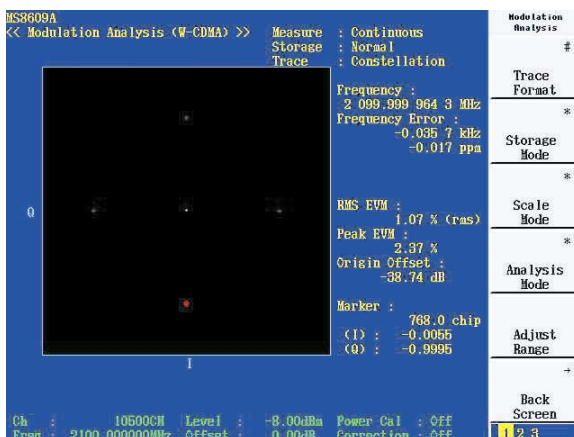 MS8609A
<< Modulation Analysis (W-CDMA) >>
Measure : Continuous
Storage : Normal
Trace : Constellation
Frequency :
2 099.999 964 3 MHz
Frequency Error :
-0.035 7 kHz
-0.017 ppm
RMS EVM :
1.07 % (rms)
Peak EVM :
2.37 %
Origin Offset :
-38.74 dB
Marker :
768.0 chip
(I) : -0.0055
(Q) : -0.9995
Q
I
Ch : 10500CH Level : -8.00dBm Power Cal : Off
Freq : 2100.000000MHz Offset : 0.00dB Correction : Off
Modulation
Analysis
#
Trace
Format
*
Storage
Mode
*
Scale
Mode
*
Analysis
Mode
Adjust
Range
→
Back
Screen
1 2 3